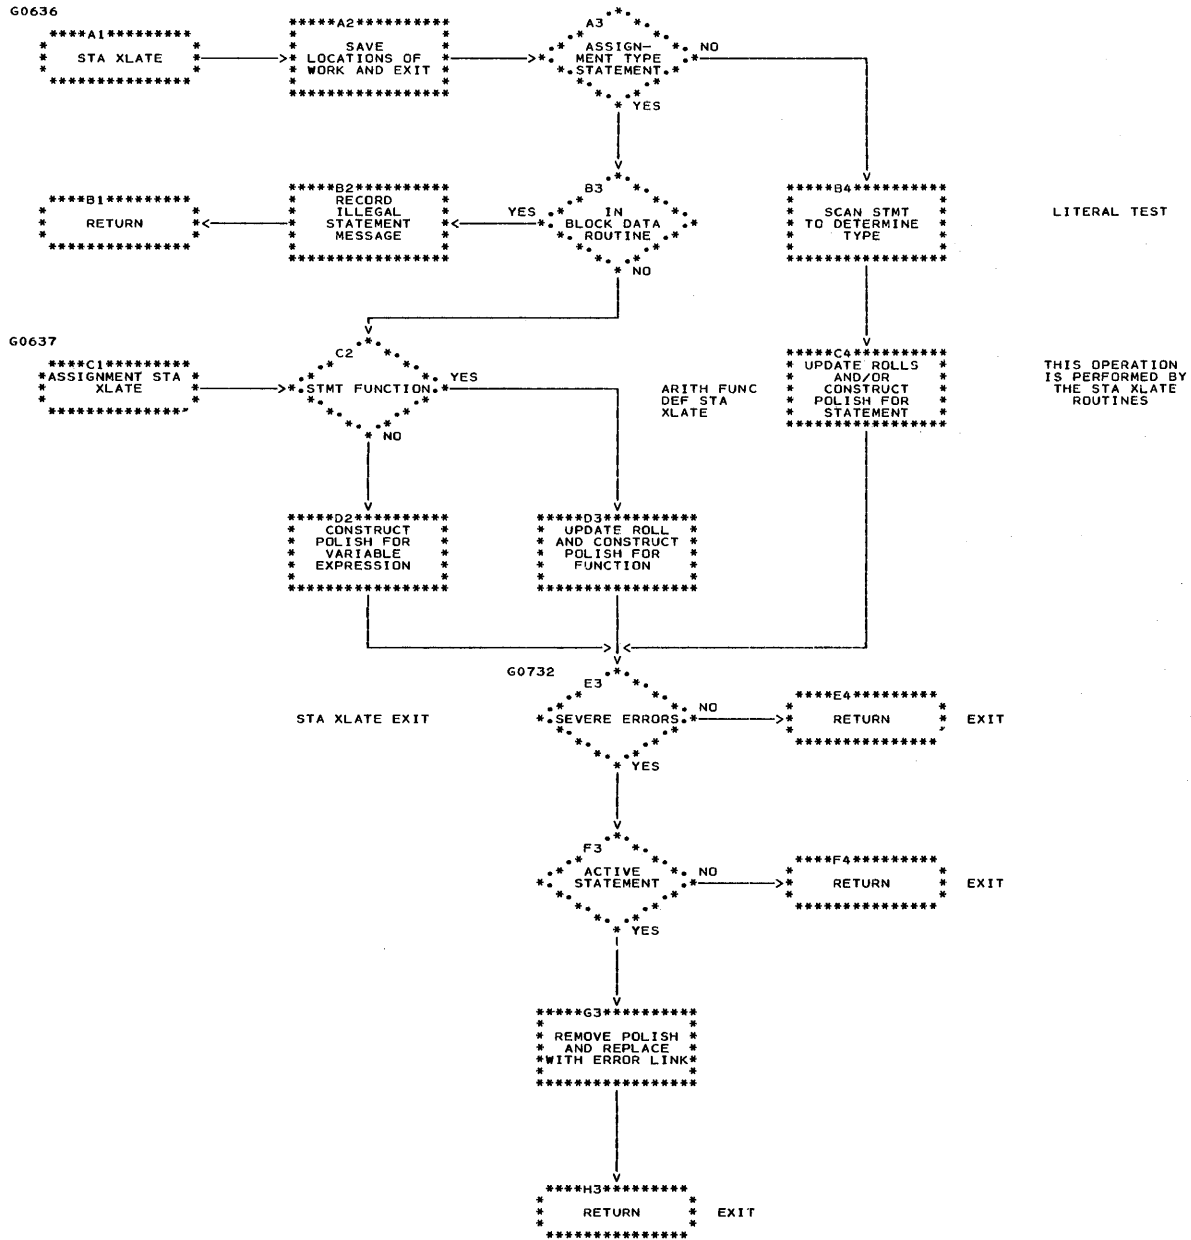 G0636
A1
STA XLATE
A2
SAVE
LOCATIONS OF
WORK AND EXIT
A3
ASSIGN-
MENT TYPE
STATEMENT
NO
YES
B1
RETURN
B2
RECORD
ILLEGAL
STATEMENT
MESSAGE
YES
B3
IN
BLOCK DATA
ROUTINE
NO
B4
SCAN STMT
TO DETERMINE
TYPE
LITERAL TEST
G0637
C1
ASSIGNMENT STA
XLATE
C2
STMT FUNCTION
YES
NO
ARITH FUNC
DEF STA
XLATE
C4
UPDATE ROLLS
AND/OR
CONSTRUCT
POLISH FOR
STATEMENT
THIS OPERATION
IS PERFORMED BY
THE STA XLATE
ROUTINES
D2
CONSTRUCT
POLISH FOR
VARIABLE
EXPRESSION
D3
UPDATE ROLL
AND CONSTRUCT
POLISH FOR
FUNCTION
G0732
STA XLATE EXIT
E3
SEVERE ERRORS
NO
YES
E4
RETURN
EXIT
F3
ACTIVE
STATEMENT
NO
YES
F4
RETURN
EXIT
G3
REMOVE POLISH
AND REPLACE
WITH ERROR LINK
H3
RETURN
EXIT